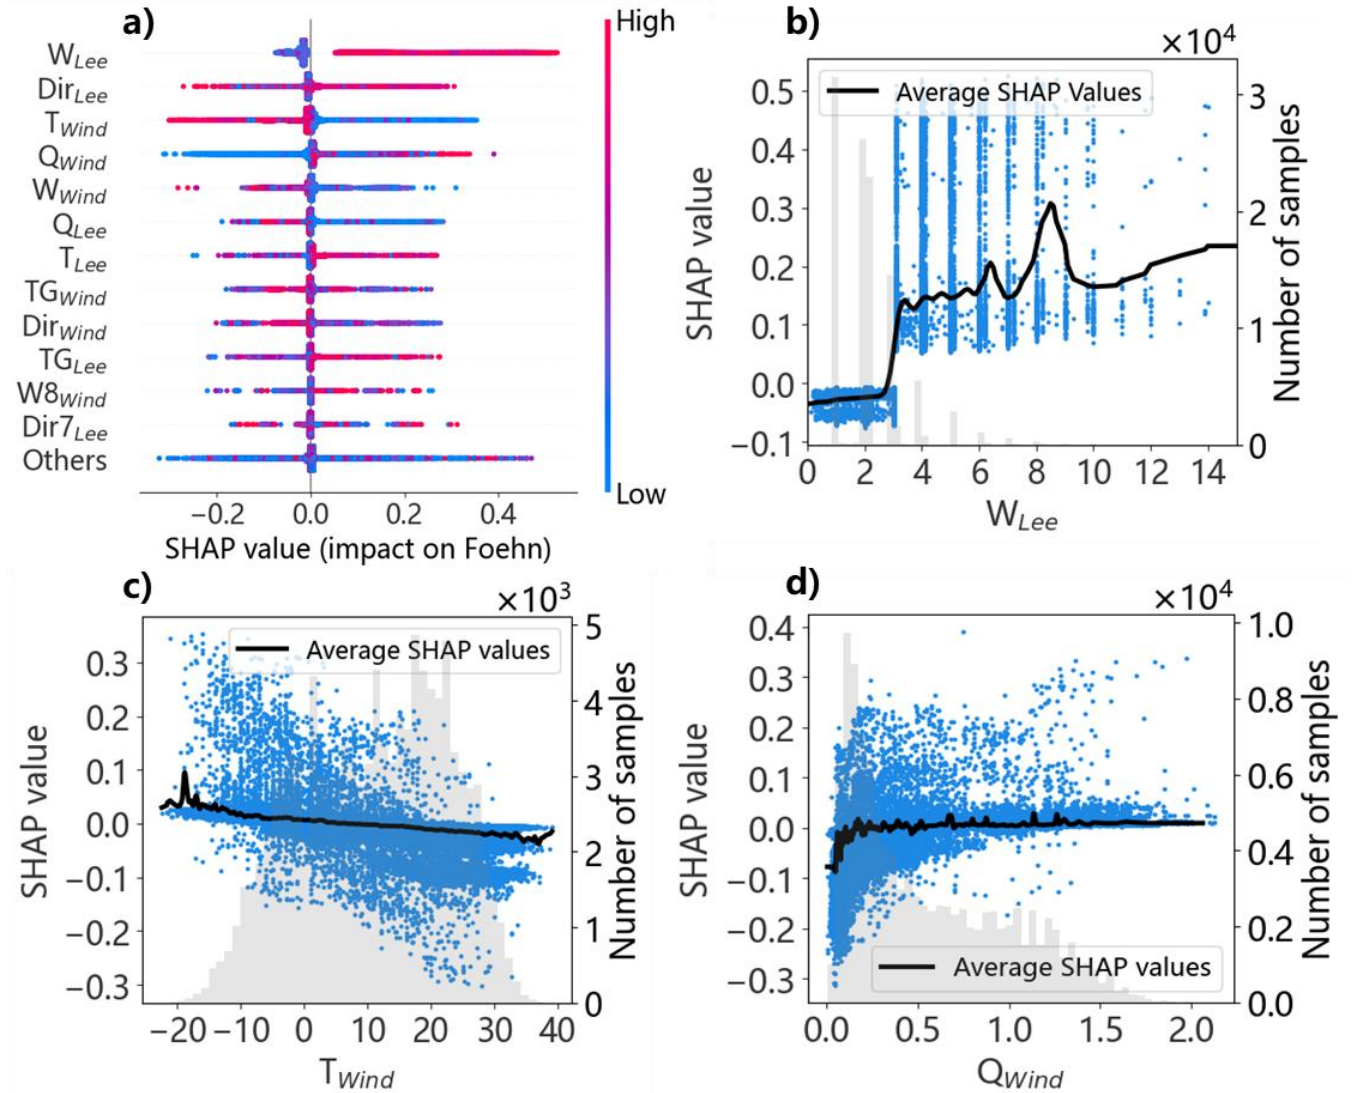 a)
High
W_Lee
Dir_Lee
T_Wind
Q_Wind
W_Wind
Q_Lee
T_Lee
TG_Wind
Dir_Wind
TG_Lee
W8_Wind
Dir7_Lee
Others
Low
−0.2 0.0 0.2 0.4
SHAP value (impact on Foehn)
b)
×10⁴
Average SHAP Values
0.5
0.4
0.3
0.2
0.1
0.0
−0.1
SHAP value
3
2
1
0
Number of samples
0 2 4 6 8 10 12 14
W_Lee
c)
×10³
Average SHAP values
0.3
0.2
0.1
0.0
−0.1
−0.2
−0.3
SHAP value
5
4
3
2
1
0
Number of samples
−20 −10 0 10 20 30 40
T_Wind
d)
×10⁴
0.4
0.3
0.2
0.1
0.0
−0.1
−0.2
−0.3
SHAP value
1.0
0.8
0.6
0.4
0.2
0.0
Number of samples
Average SHAP values
0.0 0.5 1.0 1.5 2.0
Q_Wind